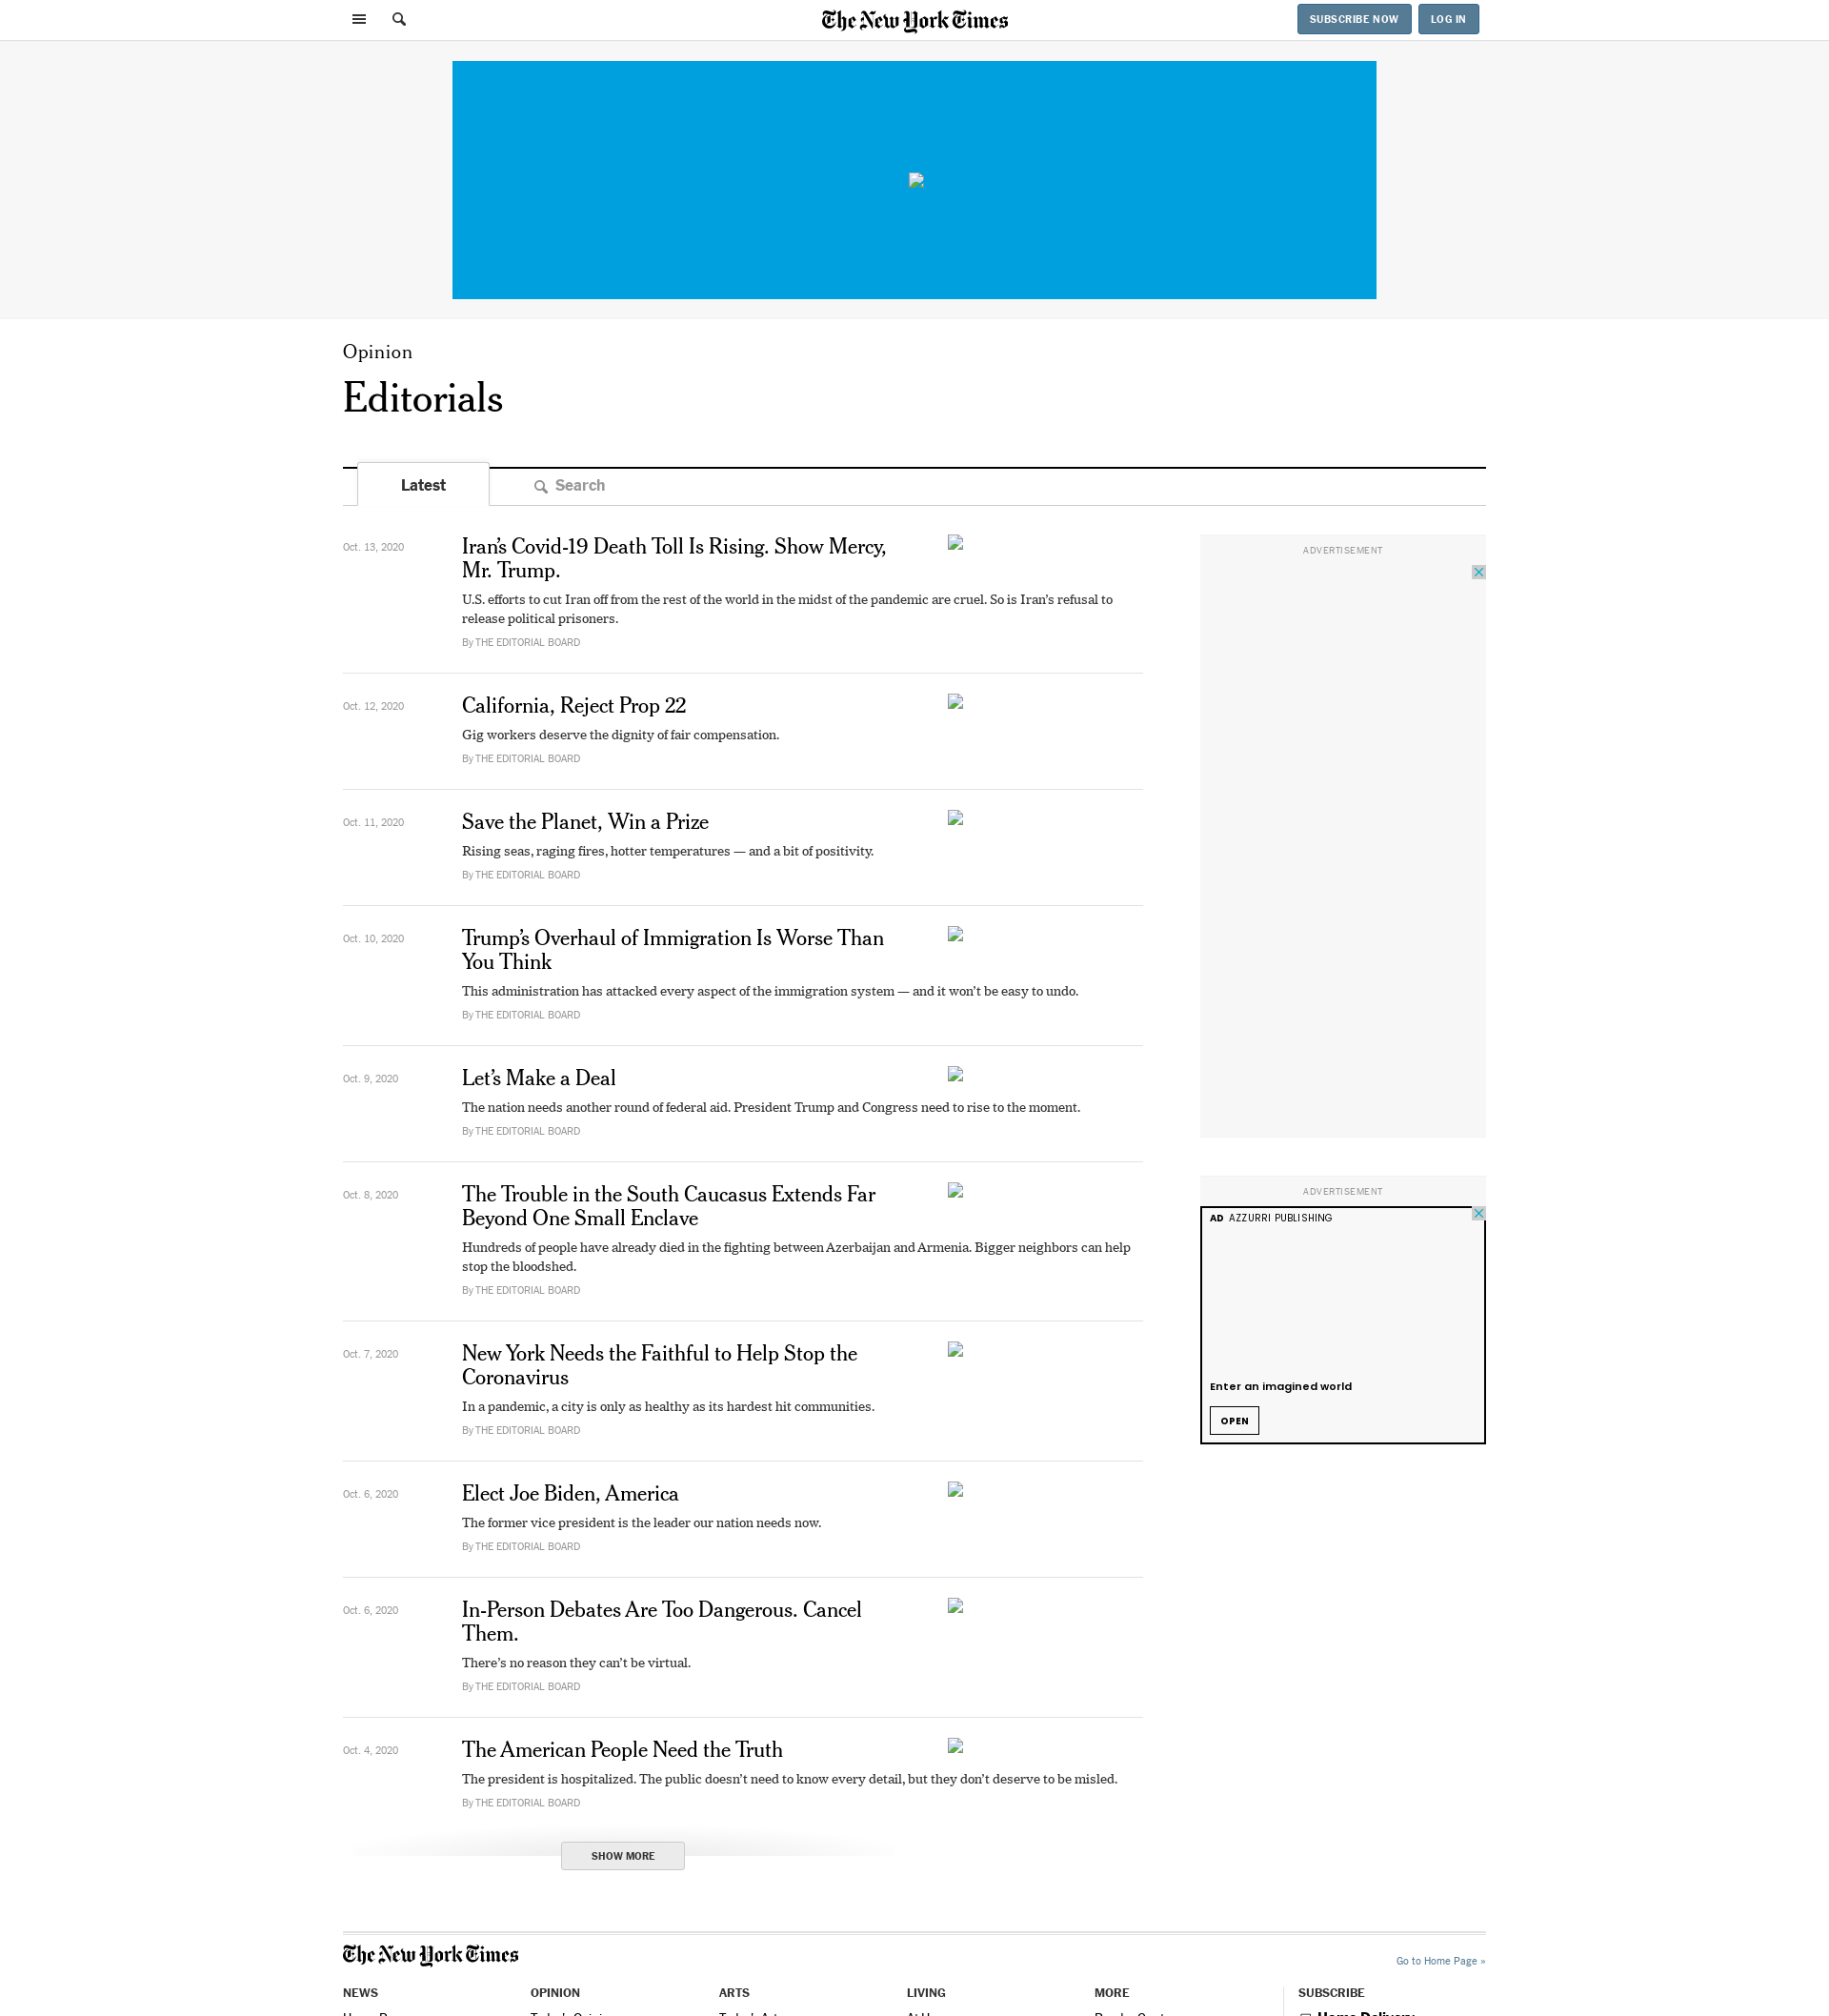 The New York Times
SUBSCRIBE NOW
LOG IN
Opinion
Editorials
Latest
Search
Oct. 13, 2020
Iran’s Covid-19 Death Toll Is Rising. Show Mercy,
Mr. Trump.
U.S. efforts to cut Iran off from the rest of the world in the midst of the pandemic are cruel. So is Iran’s refusal to
release political prisoners.
By THE EDITORIAL BOARD
Oct. 12, 2020
California, Reject Prop 22
Gig workers deserve the dignity of fair compensation.
By THE EDITORIAL BOARD
Oct. 11, 2020
Save the Planet, Win a Prize
Rising seas, raging fires, hotter temperatures — and a bit of positivity.
By THE EDITORIAL BOARD
Oct. 10, 2020
Trump’s Overhaul of Immigration Is Worse Than
You Think
This administration has attacked every aspect of the immigration system — and it won’t be easy to undo.
By THE EDITORIAL BOARD
Oct. 9, 2020
Let’s Make a Deal
The nation needs another round of federal aid. President Trump and Congress need to rise to the moment.
By THE EDITORIAL BOARD
Oct. 8, 2020
The Trouble in the South Caucasus Extends Far
Beyond One Small Enclave
Hundreds of people have already died in the fighting between Azerbaijan and Armenia. Bigger neighbors can help
stop the bloodshed.
By THE EDITORIAL BOARD
Oct. 7, 2020
New York Needs the Faithful to Help Stop the
Coronavirus
In a pandemic, a city is only as healthy as its hardest hit communities.
By THE EDITORIAL BOARD
Oct. 6, 2020
Elect Joe Biden, America
The former vice president is the leader our nation needs now.
By THE EDITORIAL BOARD
Oct. 6, 2020
In-Person Debates Are Too Dangerous. Cancel
Them.
There’s no reason they can’t be virtual.
By THE EDITORIAL BOARD
Oct. 4, 2020
The American People Need the Truth
The president is hospitalized. The public doesn’t need to know every detail, but they don’t deserve to be misled.
By THE EDITORIAL BOARD
SHOW MORE
ADVERTISEMENT
ADVERTISEMENT
AD AZZURRI PUBLISHING
Enter an imagined world
OPEN
The New York Times
Go to Home Page »
NEWS
OPINION
ARTS
LIVING
MORE
SUBSCRIBE
Home Delivery